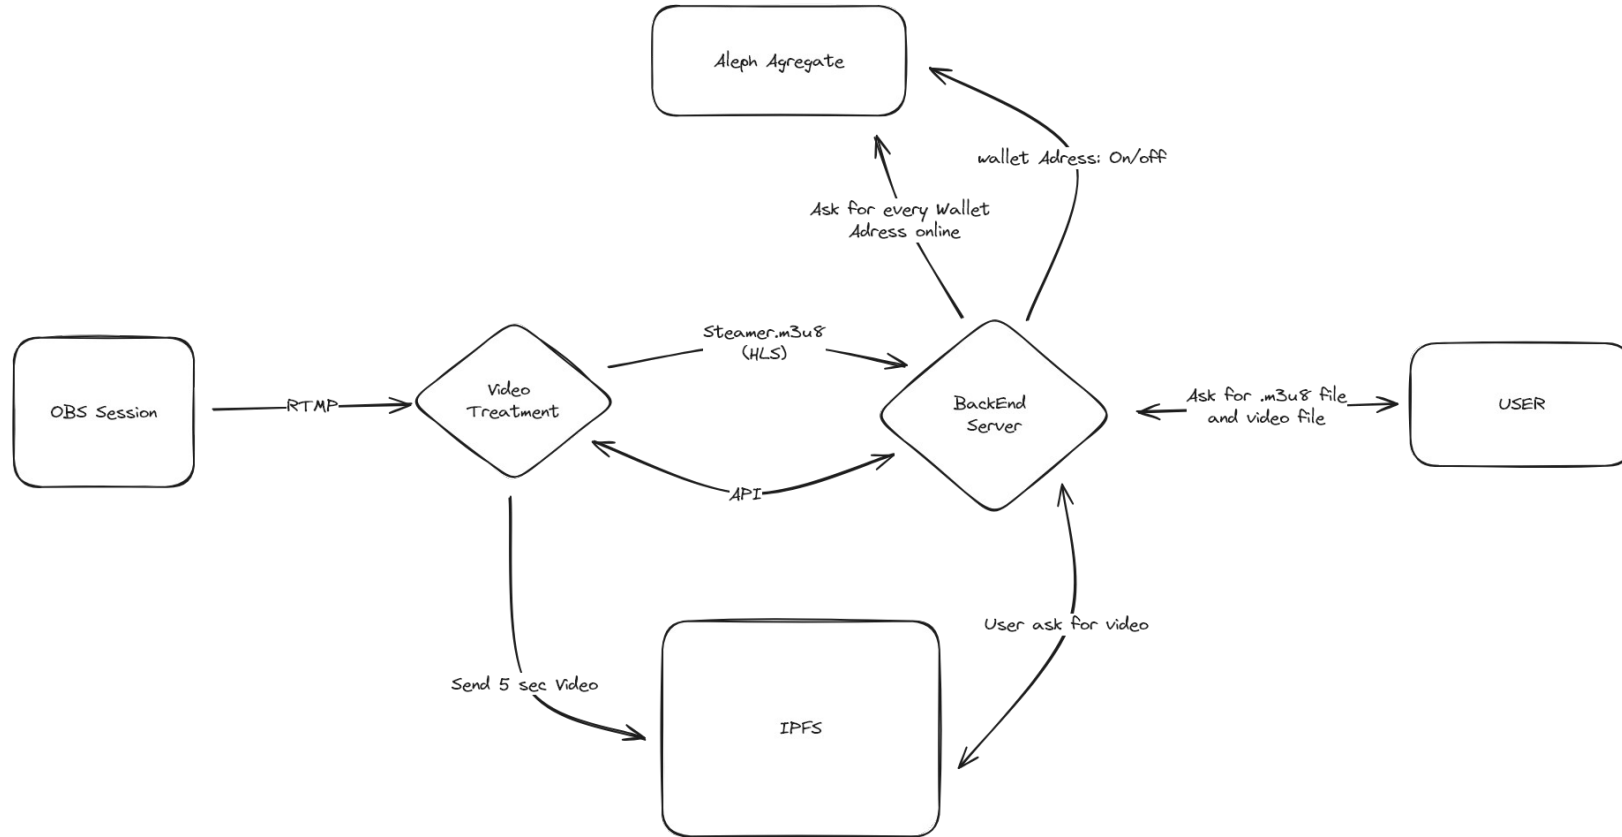 Aleph Agregate
wallet Adress: On/off
Ask for every Wallet
Adress online
Steamer.m3u8
(HLS)
OBS Session
RTMP
Video
Treatment
BackEnd
Server
Ask for .m3u8 file
and video file
USER
API
User ask for video
Send 5 sec Video
IPFS